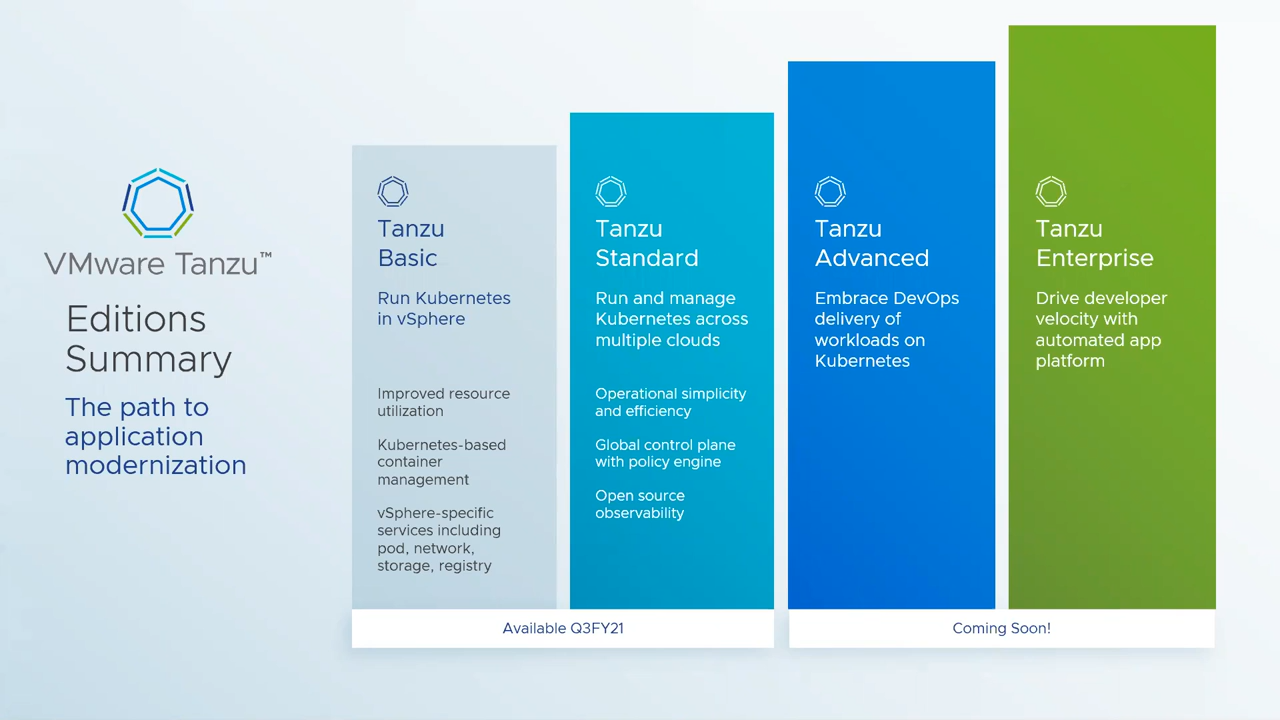 VMware Tanzu™
Editions
Summary
The path to
application
modernization
Tanzu
Basic
Run Kubernetes
in vSphere
Improved resource
utilization
Kubernetes-based
container
management
vSphere-specific
services including
pod, network,
storage, registry
Tanzu
Standard
Run and manage
Kubernetes across
multiple clouds
Operational simplicity
and efficiency
Global control plane
with policy engine
Open source
observability
Available Q3FY21
Tanzu
Advanced
Embrace DevOps
delivery of
workloads on
Kubernetes
Tanzu
Enterprise
Drive developer
velocity with
automated app
platform
Coming Soon!